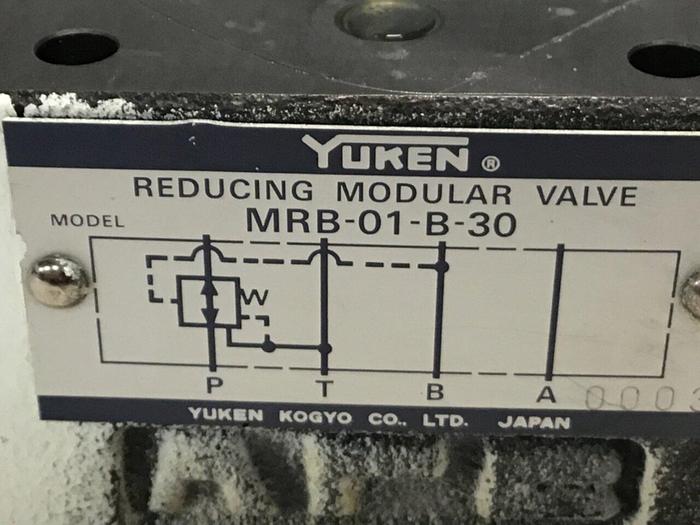 YUKEN®
REDUCING MODULAR VALVE
MODEL MRB-01-B-30
P T B A
YUKEN KOGYO CO., LTD. JAPAN